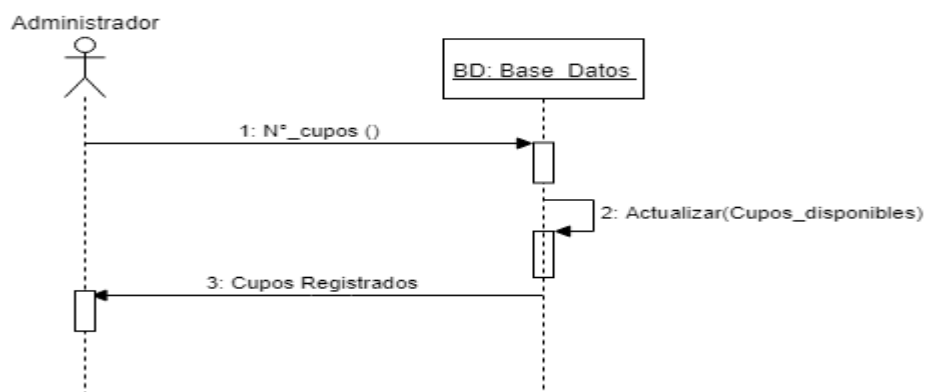 Administrador
BD: Base_Datos
1: N°_cupos ()
2: Actualizar(Cupos_disponibles)
3: Cupos Registrados